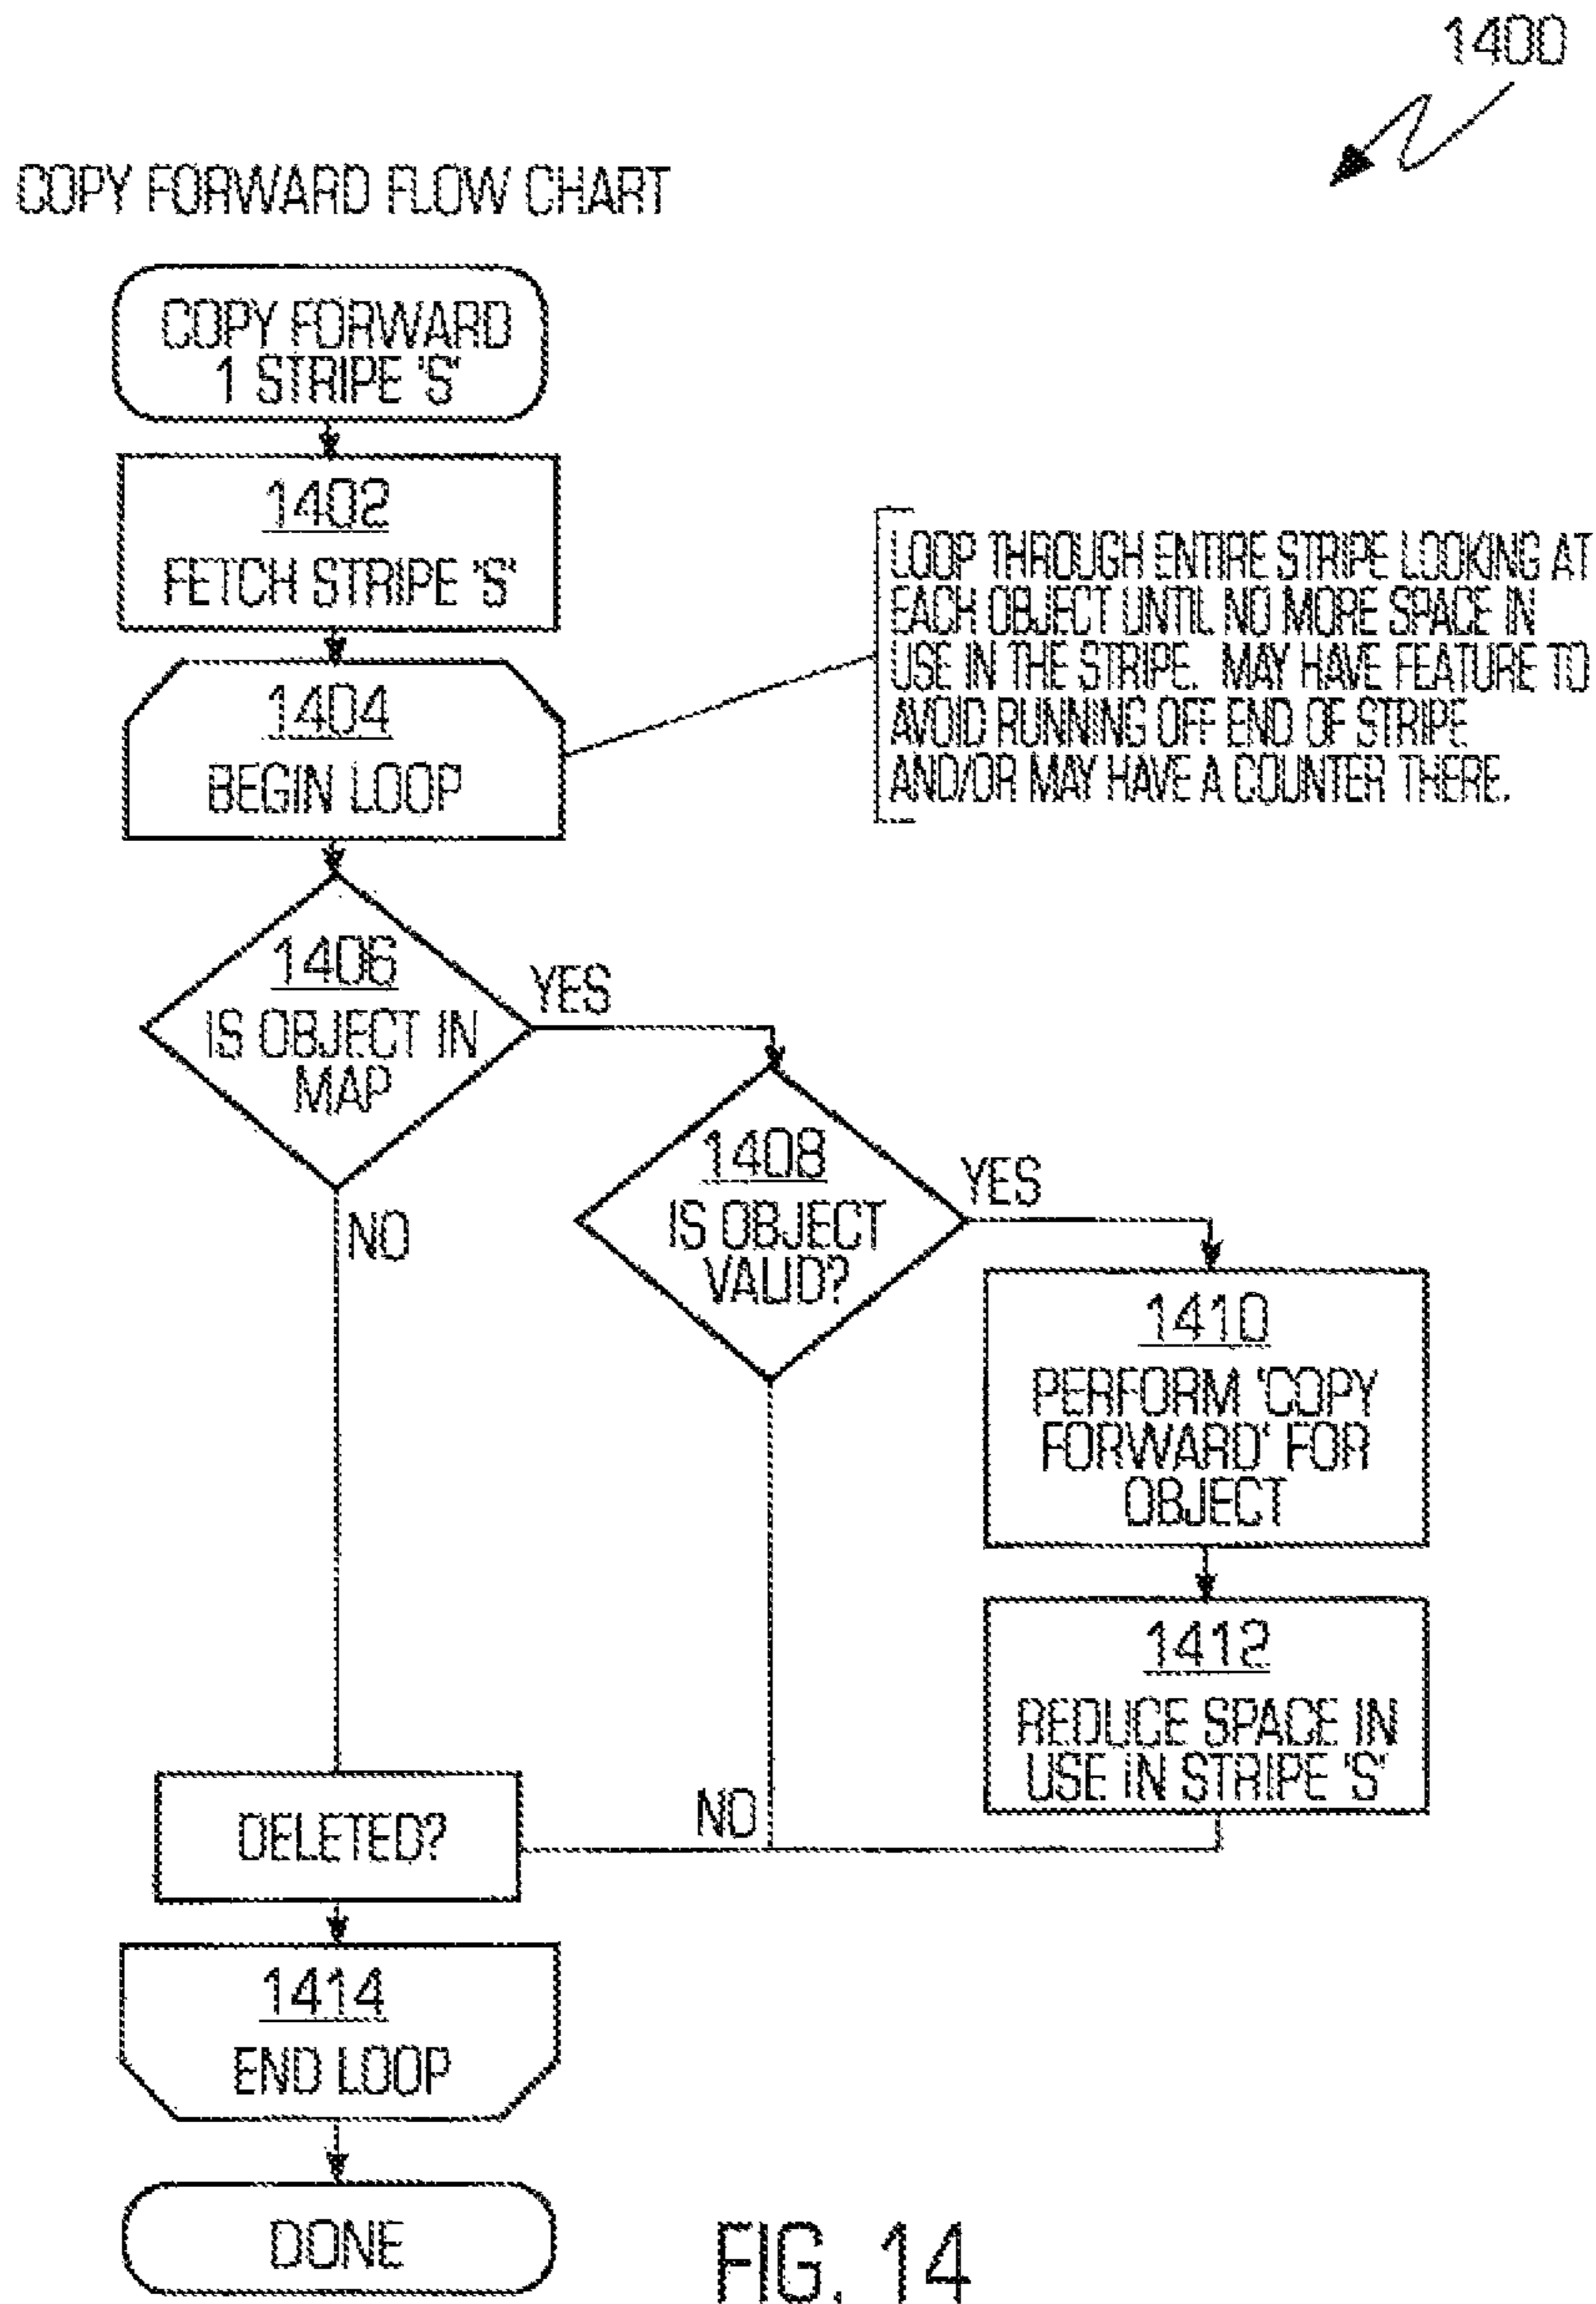 1400
COPY FORWARD FLOW CHART
COPY FORWARD
1 STRIPE 'S'
1402
FETCH STRIPE 'S'
1404
BEGIN LOOP
LOOP THROUGH ENTIRE STRIPE LOOKING AT
EACH OBJECT UNTIL NO MORE SPACE IN
USE IN THE STRIPE. MAY HAVE FEATURE TO
AVOID RUNNING OFF END OF STRIPE
AND/OR MAY HAVE A COUNTER THERE.
1406
IS OBJECT IN
MAP
YES
NO
1408
IS OBJECT
VALID?
YES
NO
1410
PERFORM 'COPY
FORWARD' FOR
OBJECT
1412
REDUCE SPACE IN
USE IN STRIPE 'S'
DELETED?
1414
END LOOP
DONE
FIG. 14